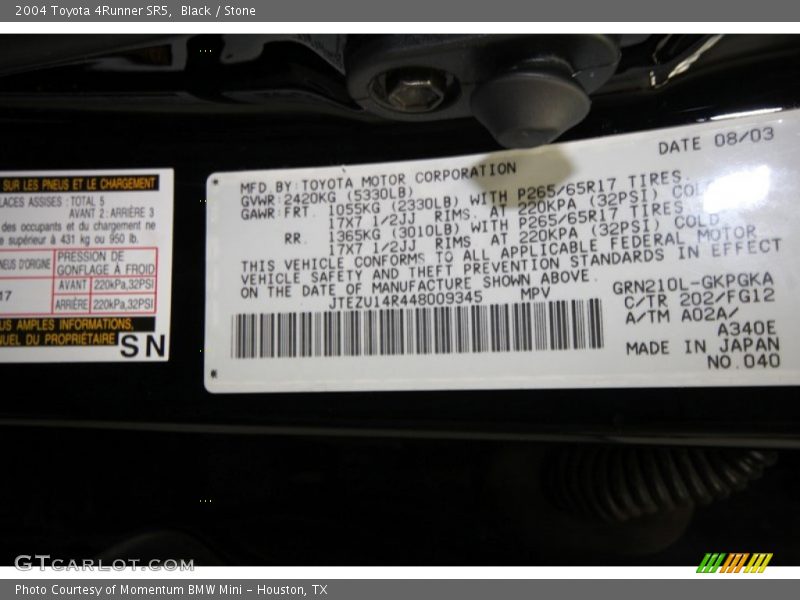 2004 Toyota 4Runner SR5, Black / Stone
SUR LES PNEUS ET LE CHARGEMENT
LACES ASSISES : TOTAL 5
AVANT 2: ARRIÈRE 3
des occupants et du chargement ne
e supérieur à 431 kg ou 950 lb.
NEUS D'ORIGINE PRESSION DE
GONFLAGE À FROID
17 AVANT 220kPa,32PSI
ARRIÈRE 220kPa,32PSI
US AMPLES INFORMATIONS,
NUEL DU PROPRIÉTAIRE
SN
DATE 08/03
MFD BY: TOYOTA MOTOR CORPORATION
GVWR: 2420KG (5330LB)
GAWR: FRT. 1055KG (2330LB) WITH P265/65R17 TIRES.
17X7 1/2JJ RIMS. AT 220KPA (32PSI) COLD
RR. 1365KG (3010LB) WITH P265/65R17 TIRES
17X7 1/2JJ RIMS. AT 220KPA (32PSI) COLD
THIS VEHICLE CONFORMS TO ALL APPLICABLE FEDERAL MOTOR
VEHICLE SAFETY AND THEFT PREVENTION STANDARDS IN EFFECT
ON THE DATE OF MANUFACTURE SHOWN ABOVE.
JTEZU14R448009345 MPV
GRN210L-GKPGKA
C/TR 202/FG12
A/TM A02A/
A340E
MADE IN JAPAN
NO.040
GTCARLOT.COM
Photo Courtesy of Momentum BMW Mini - Houston, TX